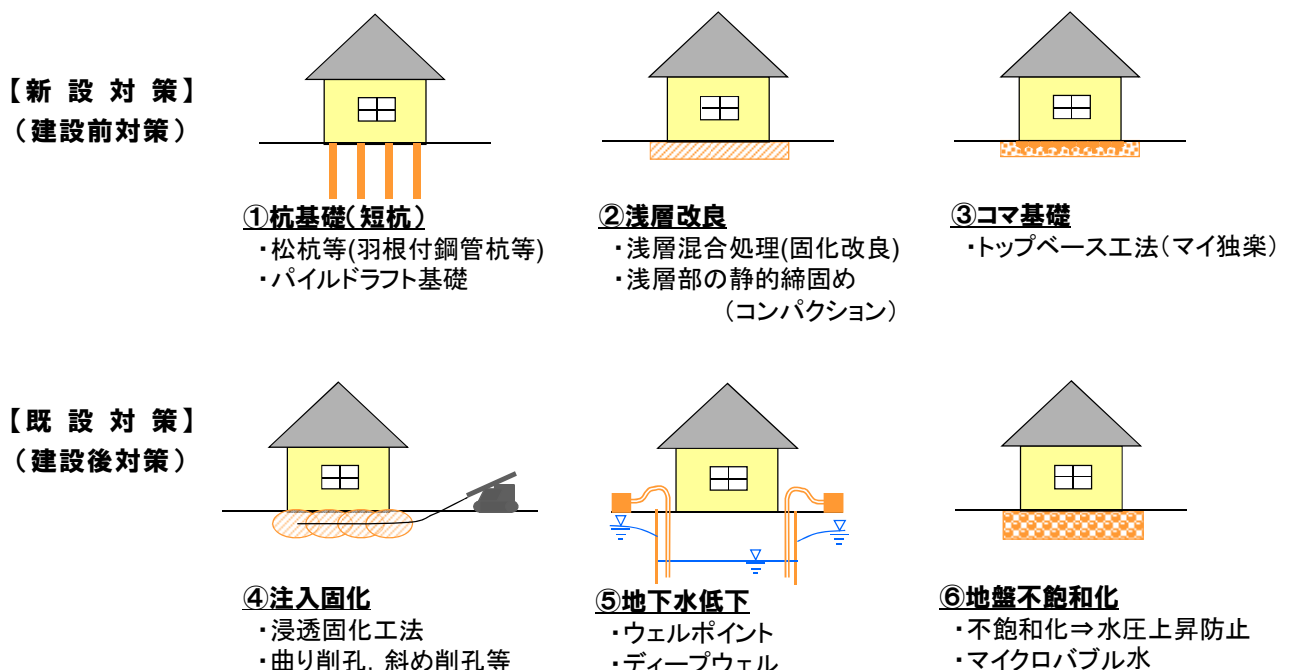 【新設対策】
（建設前対策）
①杭基礎（短杭）
・松杭等(羽根付鋼管杭等)
・パイルドラフト基礎
②浅層改良
・浅層混合処理(固化改良)
・浅層部の静的締固め
（コンパクション）
③コマ基礎
・トップベース工法（マイ独楽）
【既設対策】
（建設後対策）
④注入固化
・浸透固化工法
・曲り削孔，斜め削孔等
⑤地下水低下
・ウェルポイント
・ディープウェル
⑥地盤不飽和化
・不飽和化⇒水圧上昇防止
・マイクロバブル水